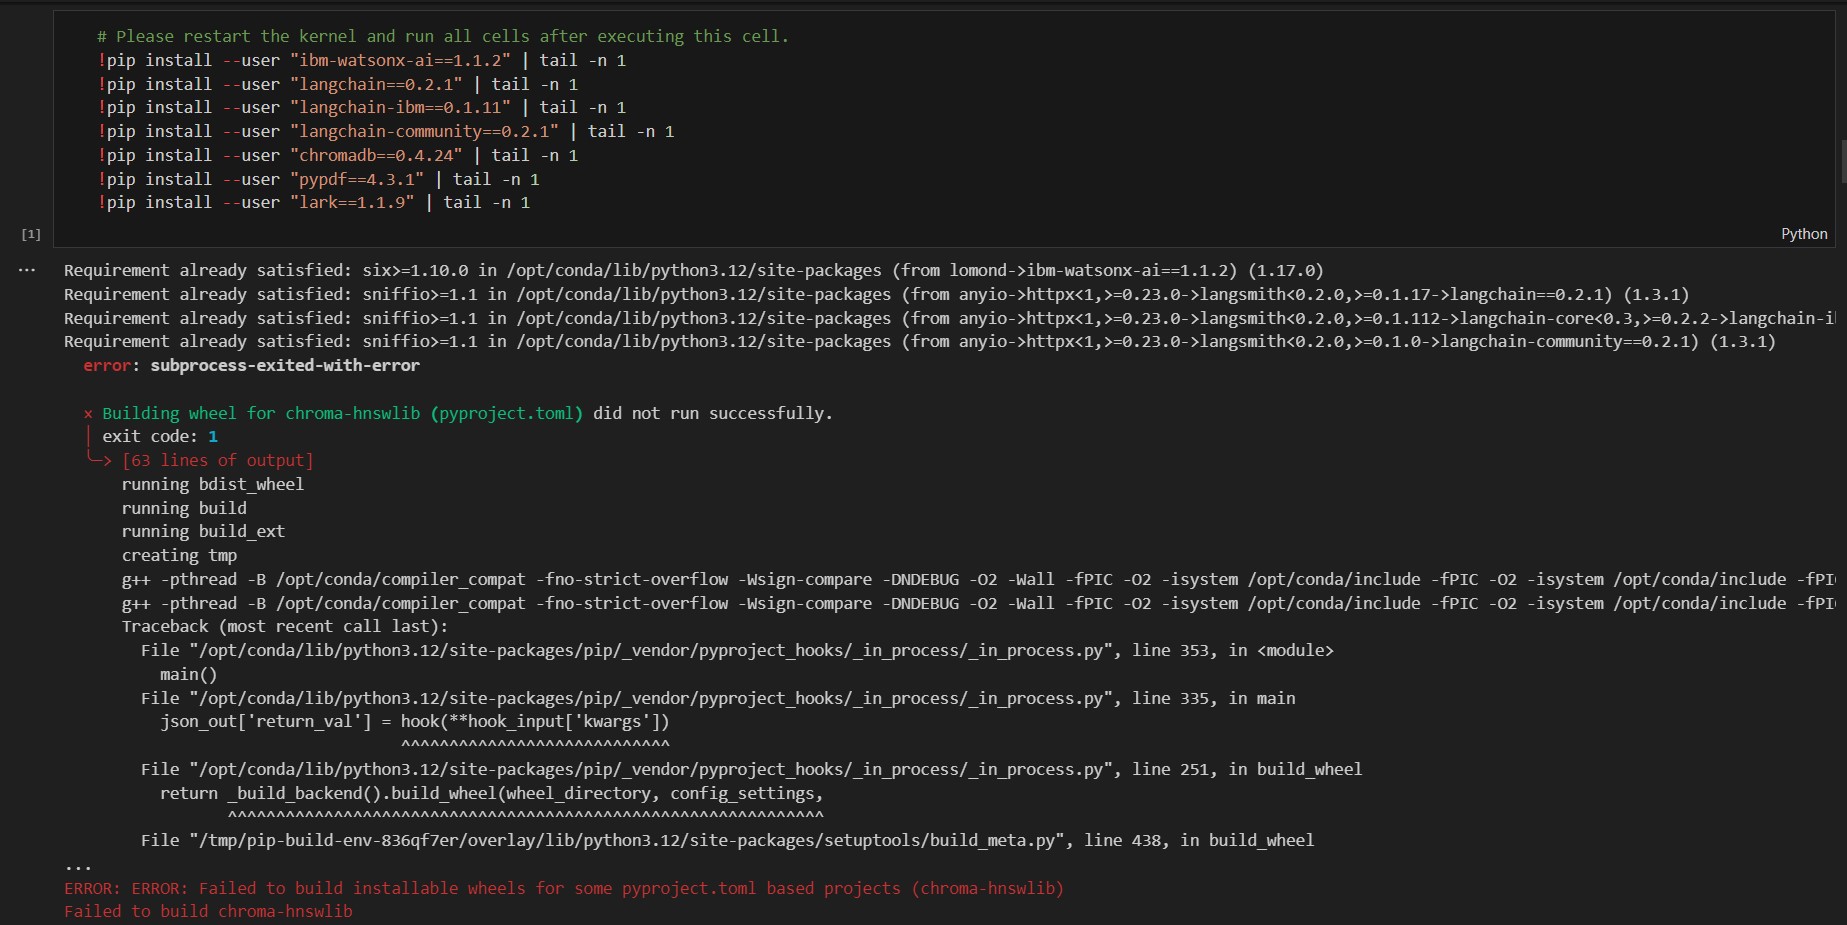 # Please restart the kernel and run all cells after executing this cell.
!pip install --user "ibm-watsonx-ai==1.1.2" | tail -n 1
!pip install --user "langchain==0.2.1" | tail -n 1
!pip install --user "langchain-ibm==0.1.11" | tail -n 1
!pip install --user "langchain-community==0.2.1" | tail -n 1
!pip install --user "chromadb==0.4.24" | tail -n 1
!pip install --user "pypdf==4.3.1" | tail -n 1
!pip install --user "lark==1.1.9" | tail -n 1
[1]
Python
...
Requirement already satisfied: six>=1.10.0 in /opt/conda/lib/python3.12/site-packages (from lomond->ibm-watsonx-ai==1.1.2) (1.17.0)
Requirement already satisfied: sniffio>=1.1 in /opt/conda/lib/python3.12/site-packages (from anyio->httpx<1,>=0.23.0->langsmith<0.2.0,>=0.1.17->langchain==0.2.1) (1.3.1)
Requirement already satisfied: sniffio>=1.1 in /opt/conda/lib/python3.12/site-packages (from anyio->httpx<1,>=0.23.0->langsmith<0.2.0,>=0.1.112->langchain-core<0.3,>=0.2.2->langchain-i
Requirement already satisfied: sniffio>=1.1 in /opt/conda/lib/python3.12/site-packages (from anyio->httpx<1,>=0.23.0->langsmith<0.2.0,>=0.1.0->langchain-community==0.2.1) (1.3.1)
error: subprocess-exited-with-error
× Building wheel for chroma-hnswlib (pyproject.toml) did not run successfully.
│ exit code: 1
╰─> [63 lines of output]
running bdist_wheel
running build
running build_ext
creating tmp
g++ -pthread -B /opt/conda/compiler_compat -fno-strict-overflow -Wsign-compare -DNDEBUG -O2 -Wall -fPIC -O2 -isystem /opt/conda/include -fPIC -O2 -isystem /opt/conda/include -fPI
g++ -pthread -B /opt/conda/compiler_compat -fno-strict-overflow -Wsign-compare -DNDEBUG -O2 -Wall -fPIC -O2 -isystem /opt/conda/include -fPIC -O2 -isystem /opt/conda/include -fPI
Traceback (most recent call last):
File "/opt/conda/lib/python3.12/site-packages/pip/_vendor/pyproject_hooks/_in_process/_in_process.py", line 353, in <module>
main()
File "/opt/conda/lib/python3.12/site-packages/pip/_vendor/pyproject_hooks/_in_process/_in_process.py", line 335, in main
json_out['return_val'] = hook(**hook_input['kwargs'])
^^^^^^^^^^^^^^^^^^^^^^^^^^^^
File "/opt/conda/lib/python3.12/site-packages/pip/_vendor/pyproject_hooks/_in_process/_in_process.py", line 251, in build_wheel
return _build_backend().build_wheel(wheel_directory, config_settings,
^^^^^^^^^^^^^^^^^^^^^^^^^^^^^^^^^^^^^^^^^^^^^^^^^^^^^^^^^^^^^^
File "/tmp/pip-build-env-836qf7er/overlay/lib/python3.12/site-packages/setuptools/build_meta.py", line 438, in build_wheel
...
ERROR: ERROR: Failed to build installable wheels for some pyproject.toml based projects (chroma-hnswlib)
Failed to build chroma-hnswlib